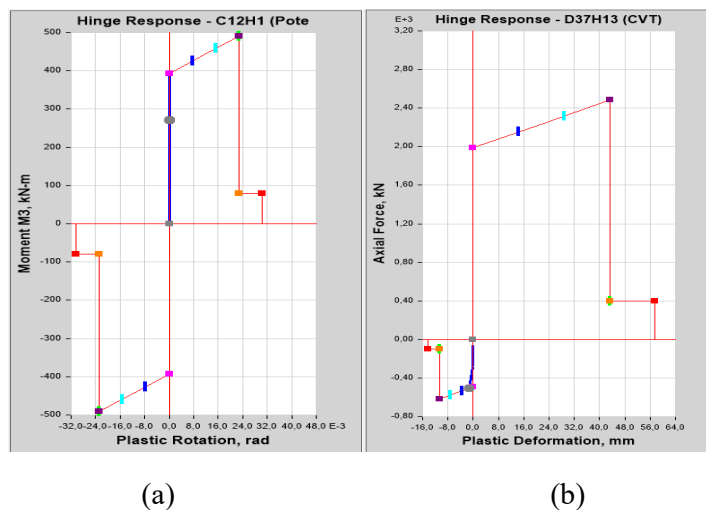 Hinge Response - C12H1 (Pote
500
400
300
200
100
0
-100
-200
-300
-400
-500
Moment M3, kN-m
-32,0 -24,0 -16,0 -8,0 0,0 8,0 16,0 24,0 32,0 40,0 48,0 E-3
Plastic Rotation, rad
E+3 Hinge Response - D37H13 (CVT)
3,20
2,80
2,40
2,00
1,60
1,20
0,80
0,40
0,00
-0,40
-0,80
Axial Force, kN
-16,0 -8,0 0,0 8,0 16,0 24,0 32,0 40,0 48,0 56,0 64,0
Plastic Deformation, mm
(a) (b)